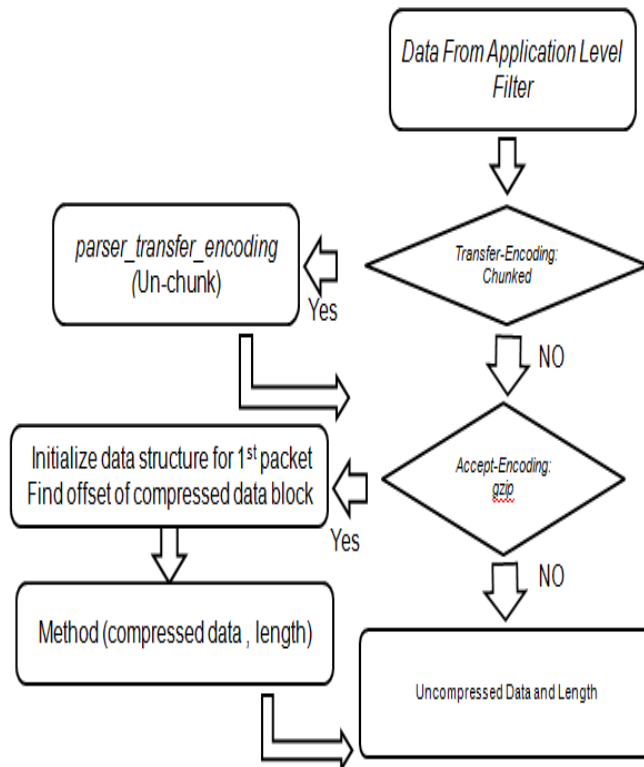 Data From Application Level
Filter
Transfer-Encoding:
Chunked
parser_transfer_encoding
(Un-chunk)
Yes
NO
Accept-Encoding:
gzip
Initialize data structure for 1st packet
Find offset of compressed data block
Yes
NO
Method (compressed data , length)
Uncompressed Data and Length